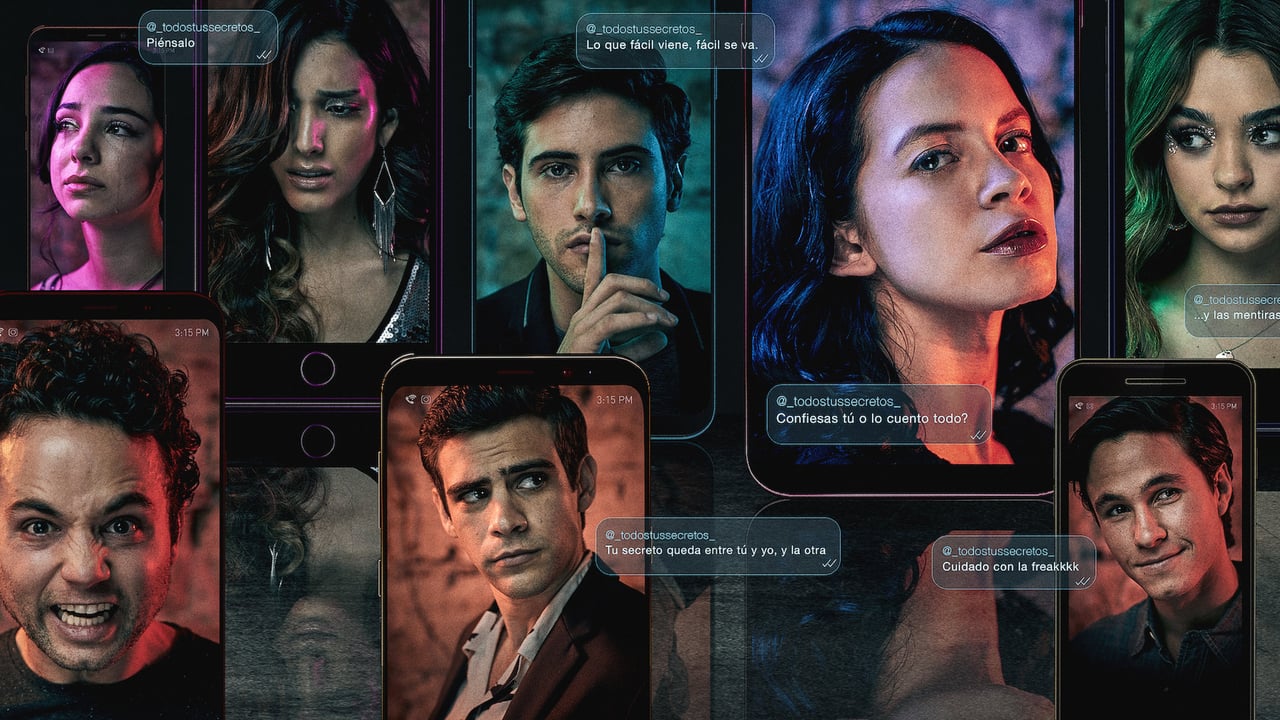 @_todostussecretos_
Piénsalo
@_todostussecretos_
Lo que fácil viene, fácil se va.
@_todostussecre
...y las mentiras
3:15 PM
@_todostussecretos_
Confiesas tú o lo cuento todo?
3:15 PM
3:15 PM
@_todostussecretos_
Tu secreto queda entre tú y yo, y la otra
@_todostussecretos_
Cuidado con la freakkkk